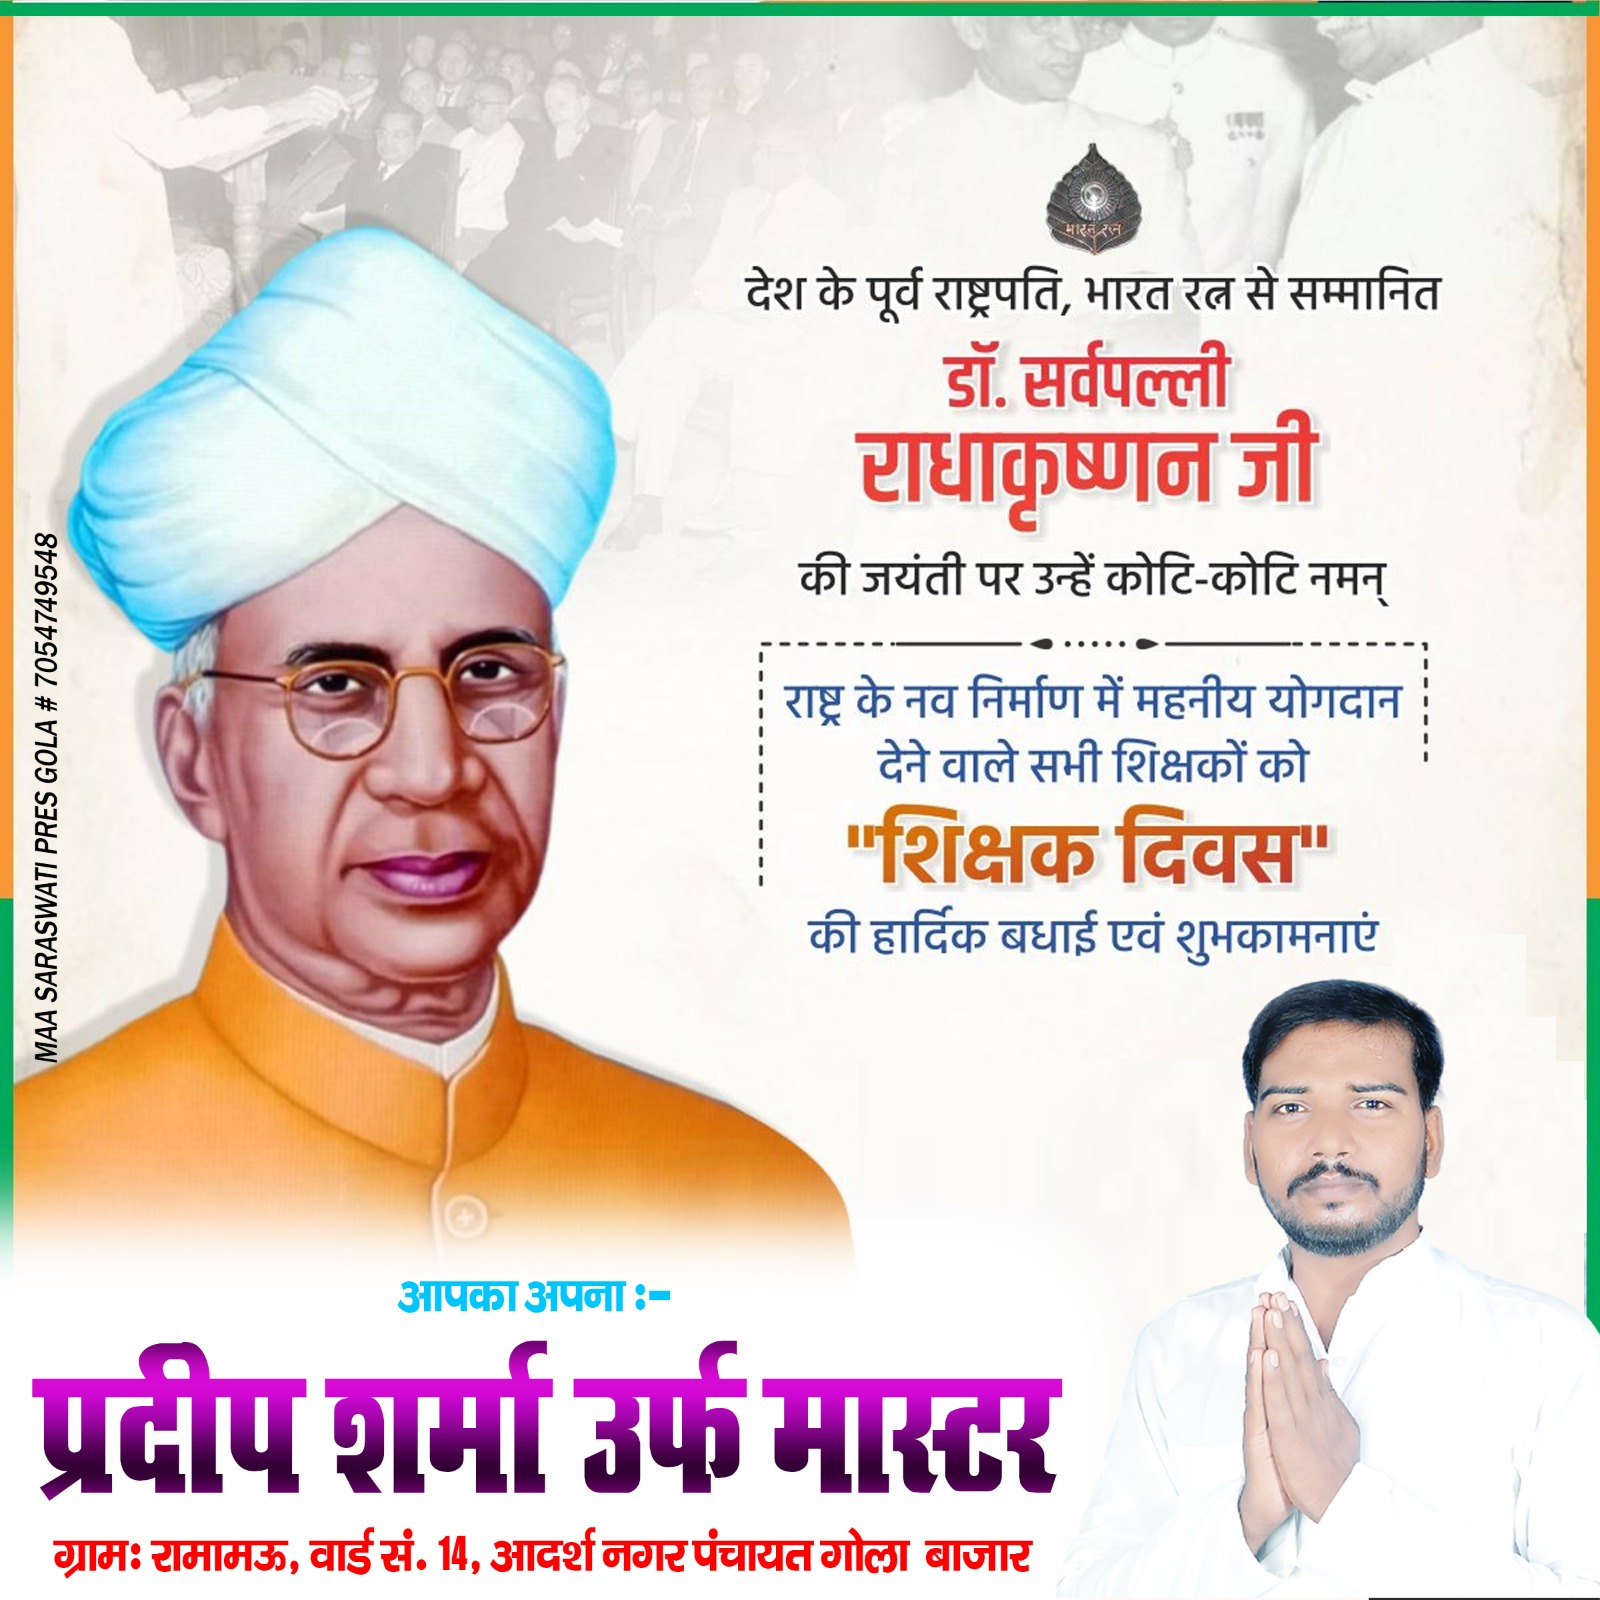 भारत रत्न
देश के पूर्व राष्ट्रपति, भारत रत्न से सम्मानित
डॉ. सर्वपल्ली
राधाकृष्णन जी
की जयंती पर उन्हें कोटि-कोटि नमन्
राष्ट्र के नव निर्माण में महनीय योगदान
देने वाले सभी शिक्षकों को
"शिक्षक दिवस"
की हार्दिक बधाई एवं शुभकामनाएं
MAA SARASWATI PRES GOLA # 7054749548
आपका अपना :-
प्रदीप शर्मा उर्फ मास्टर
ग्राम: रामामऊ, वार्ड सं. 14, आदर्श नगर पंचायत गोला बाजार